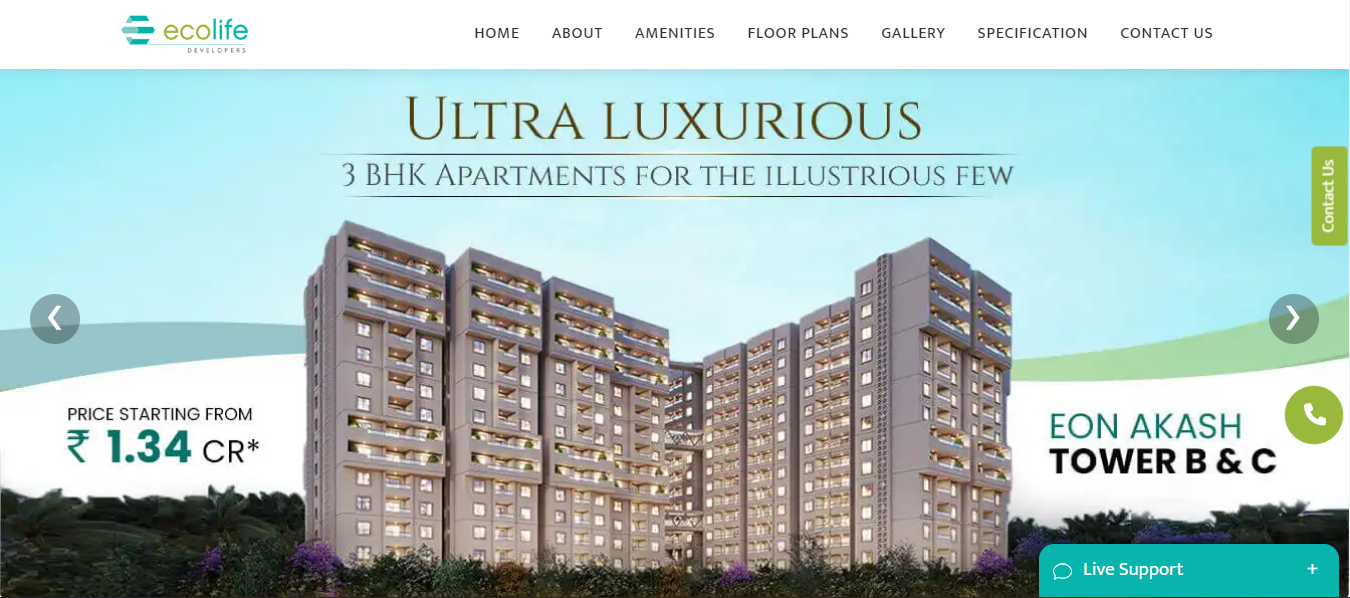 ecolife
DEVELOPERS
HOME ABOUT AMENITIES FLOOR PLANS GALLERY SPECIFICATION CONTACT US
ULTRA LUXURIOUS
3 BHK APARTMENTS FOR THE ILLUSTRIOUS FEW
Contact Us
PRICE STARTING FROM
₹ 1.34 CR*
EON AKASH
TOWER B & C
Live Support +